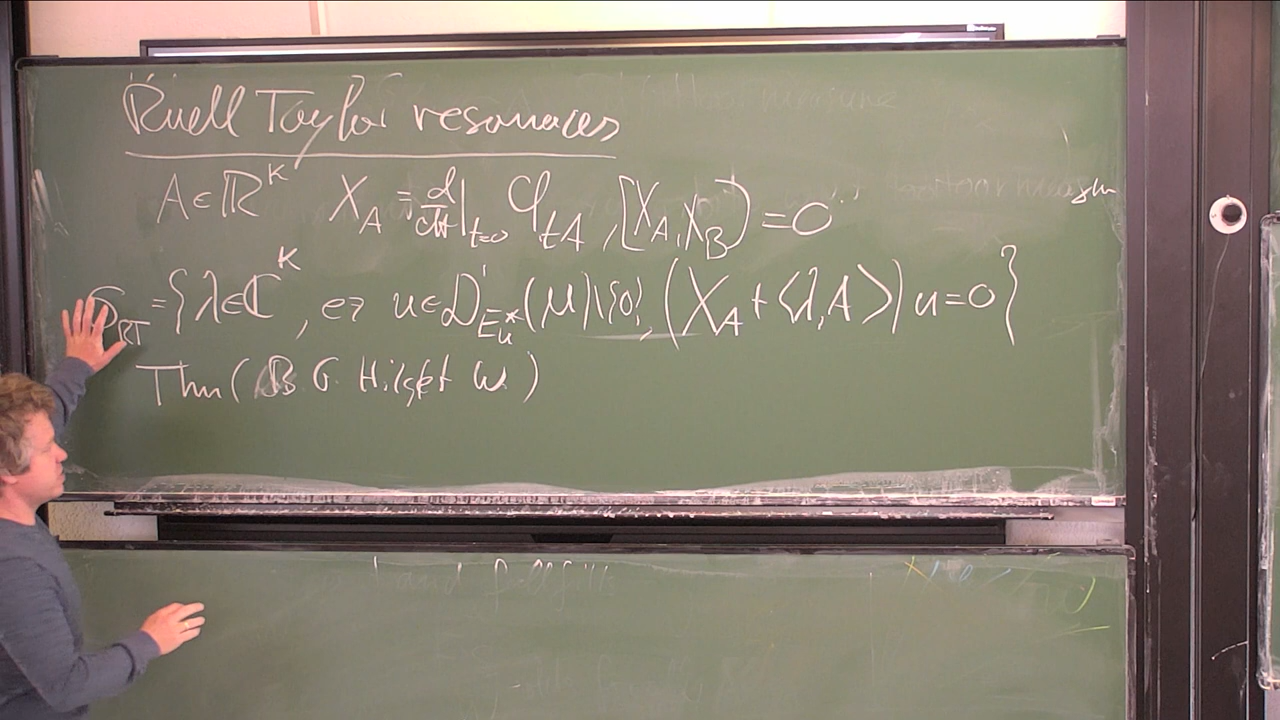 Ruell Taylor resonances
A ∈ ℝ^K   X_A = d/dt|_{t=0} φ_{tA} , [X_A, X_B] = 0
σ_RT = { λ ∈ ℂ^K , ∃ u ∈ D'_{E_u^*}(M)\{0}, (X_A + <λ, A>) u = 0 }
Thm ( B G Hilgert W. )